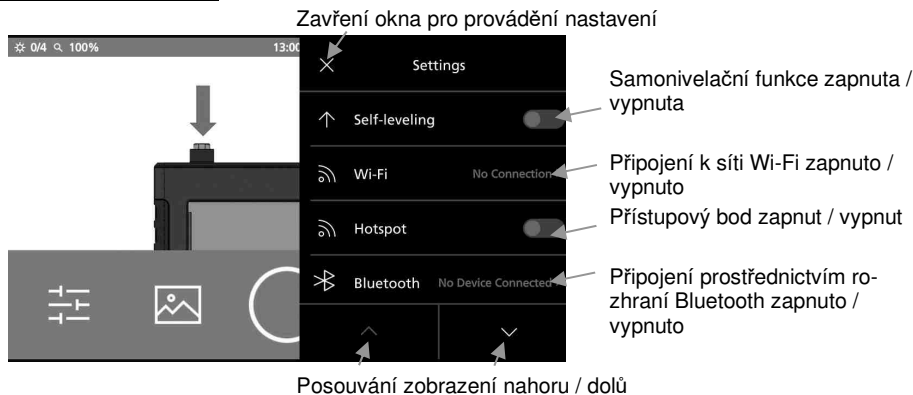 Zavření okna pro provádění nastavení
0/4 100%
13:00
Settings
Self-leveling
Samonivelační funkce zapnuta /
vypnuta
Wi-Fi No Connection
Připojení k síti Wi-Fi zapnuto /
vypnuto
Hotspot
Přístupový bod zapnut / vypnut
Bluetooth No Device Connected
Připojení prostřednictvím ro-
zhraní Bluetooth zapnuto /
vypnuto
Posouvání zobrazení nahoru / dolů